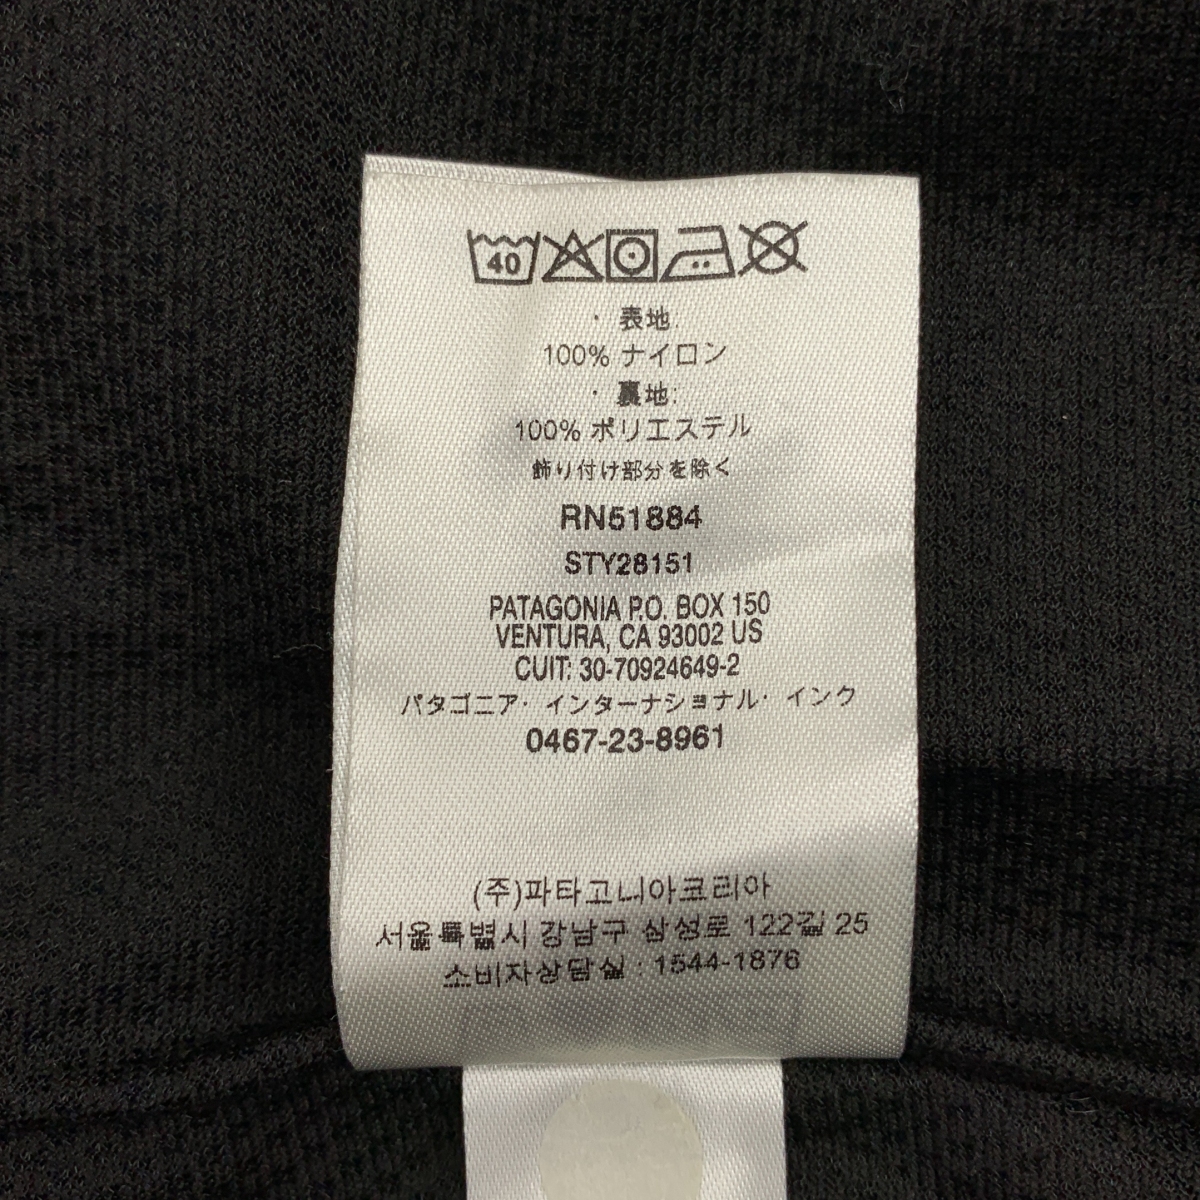 40
・ 表地:
100% ナイロン
・ 裏地:
100% ポリエステル
飾り付け部分を除く
RN51884
STY28151
PATAGONIA P.O. BOX 150
VENTURA, CA 93002 US
CUIT: 30-70924649-2
パタゴニア・インターナショナル・インク
0467-23-8961
(주)파타고니아코리아
서울특별시 강남구 삼성로 122길 25
소비자상담실 : 1544-1876